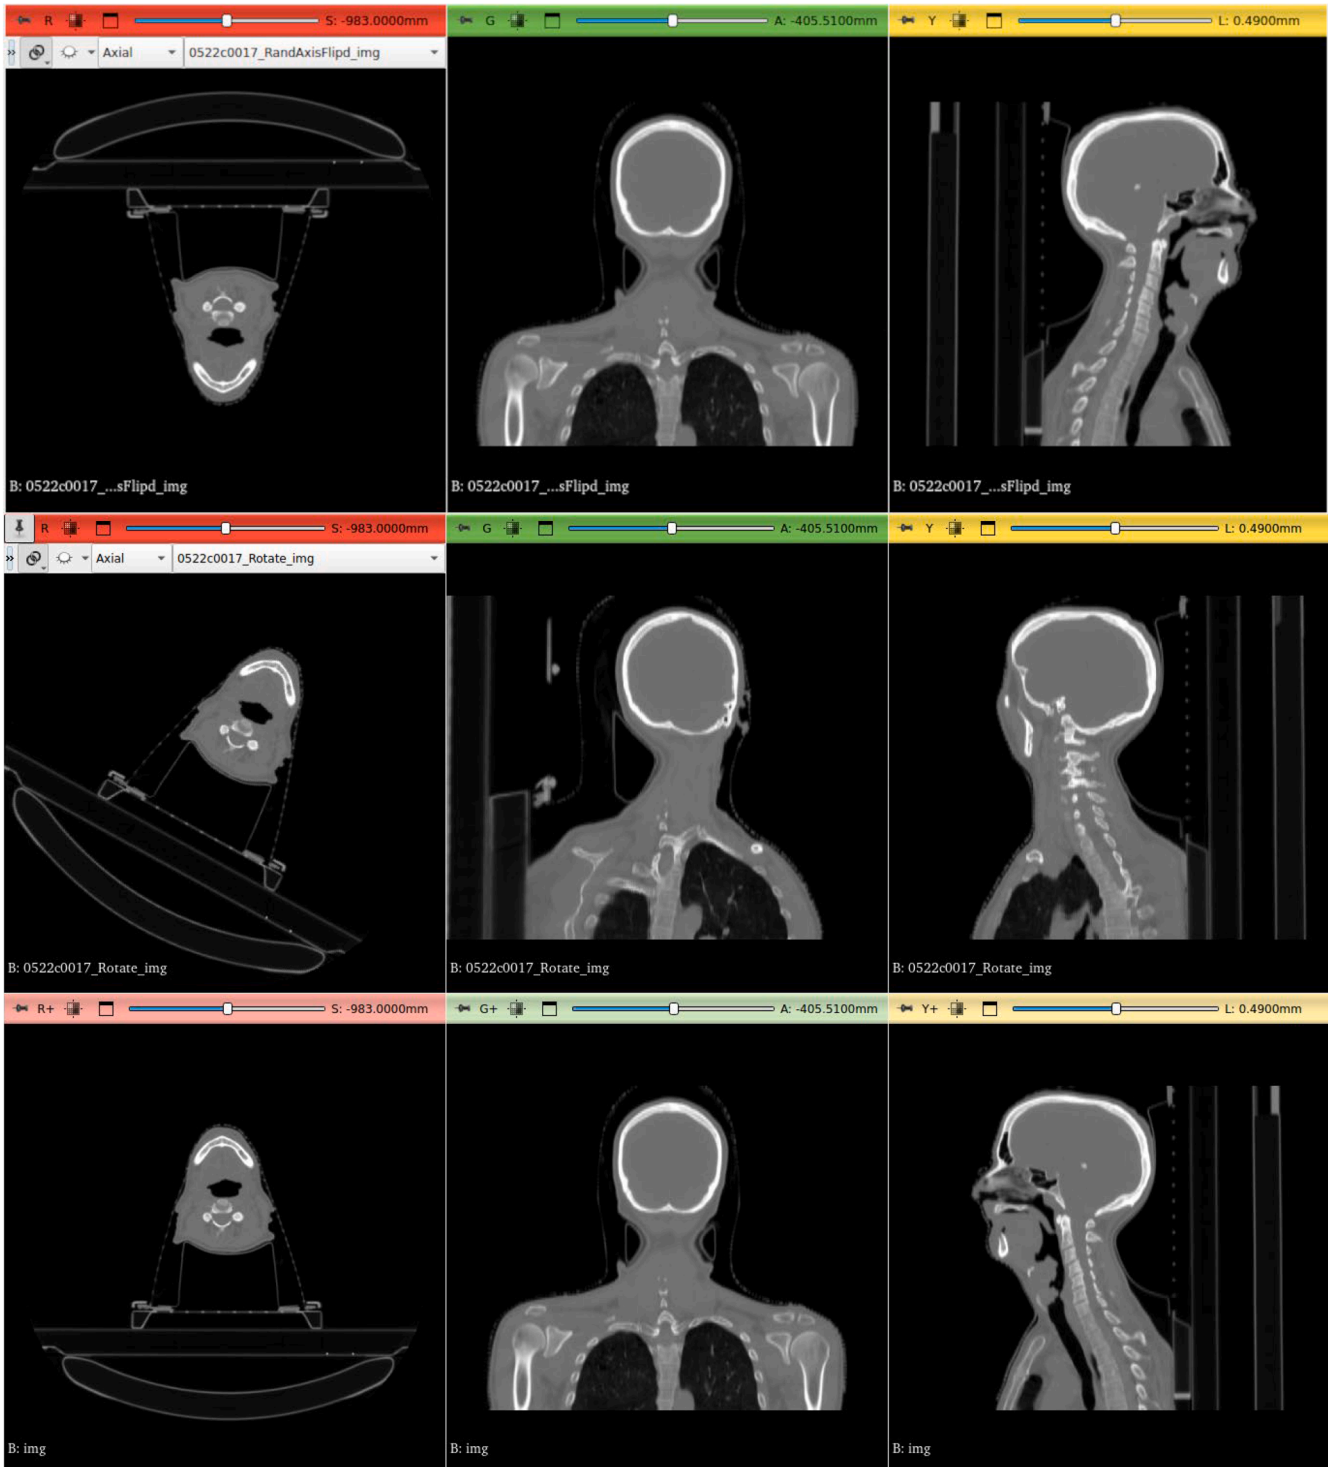 R S: -983.0000mm G A: -405.5100mm Y L: 0.4900mm
» Axial 0522c0017_RandAxisFlipd_img
B: 0522c0017_...sFlipd_img B: 0522c0017_...sFlipd_img B: 0522c0017_...sFlipd_img
R S: -983.0000mm G A: -405.5100mm Y L: 0.4900mm
» Axial 0522c0017_Rotate_img
B: 0522c0017_Rotate_img B: 0522c0017_Rotate_img B: 0522c0017_Rotate_img
R+ S: -983.0000mm G+ A: -405.5100mm Y+ L: 0.4900mm
B: img B: img B: img